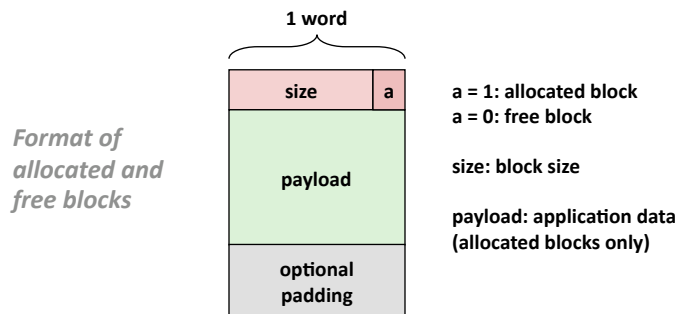 1 word
size
a
Format of
allocated and
free blocks
payload
optional
padding
a = 1: allocated block
a = 0: free block
size: block size
payload: application data
(allocated blocks only)